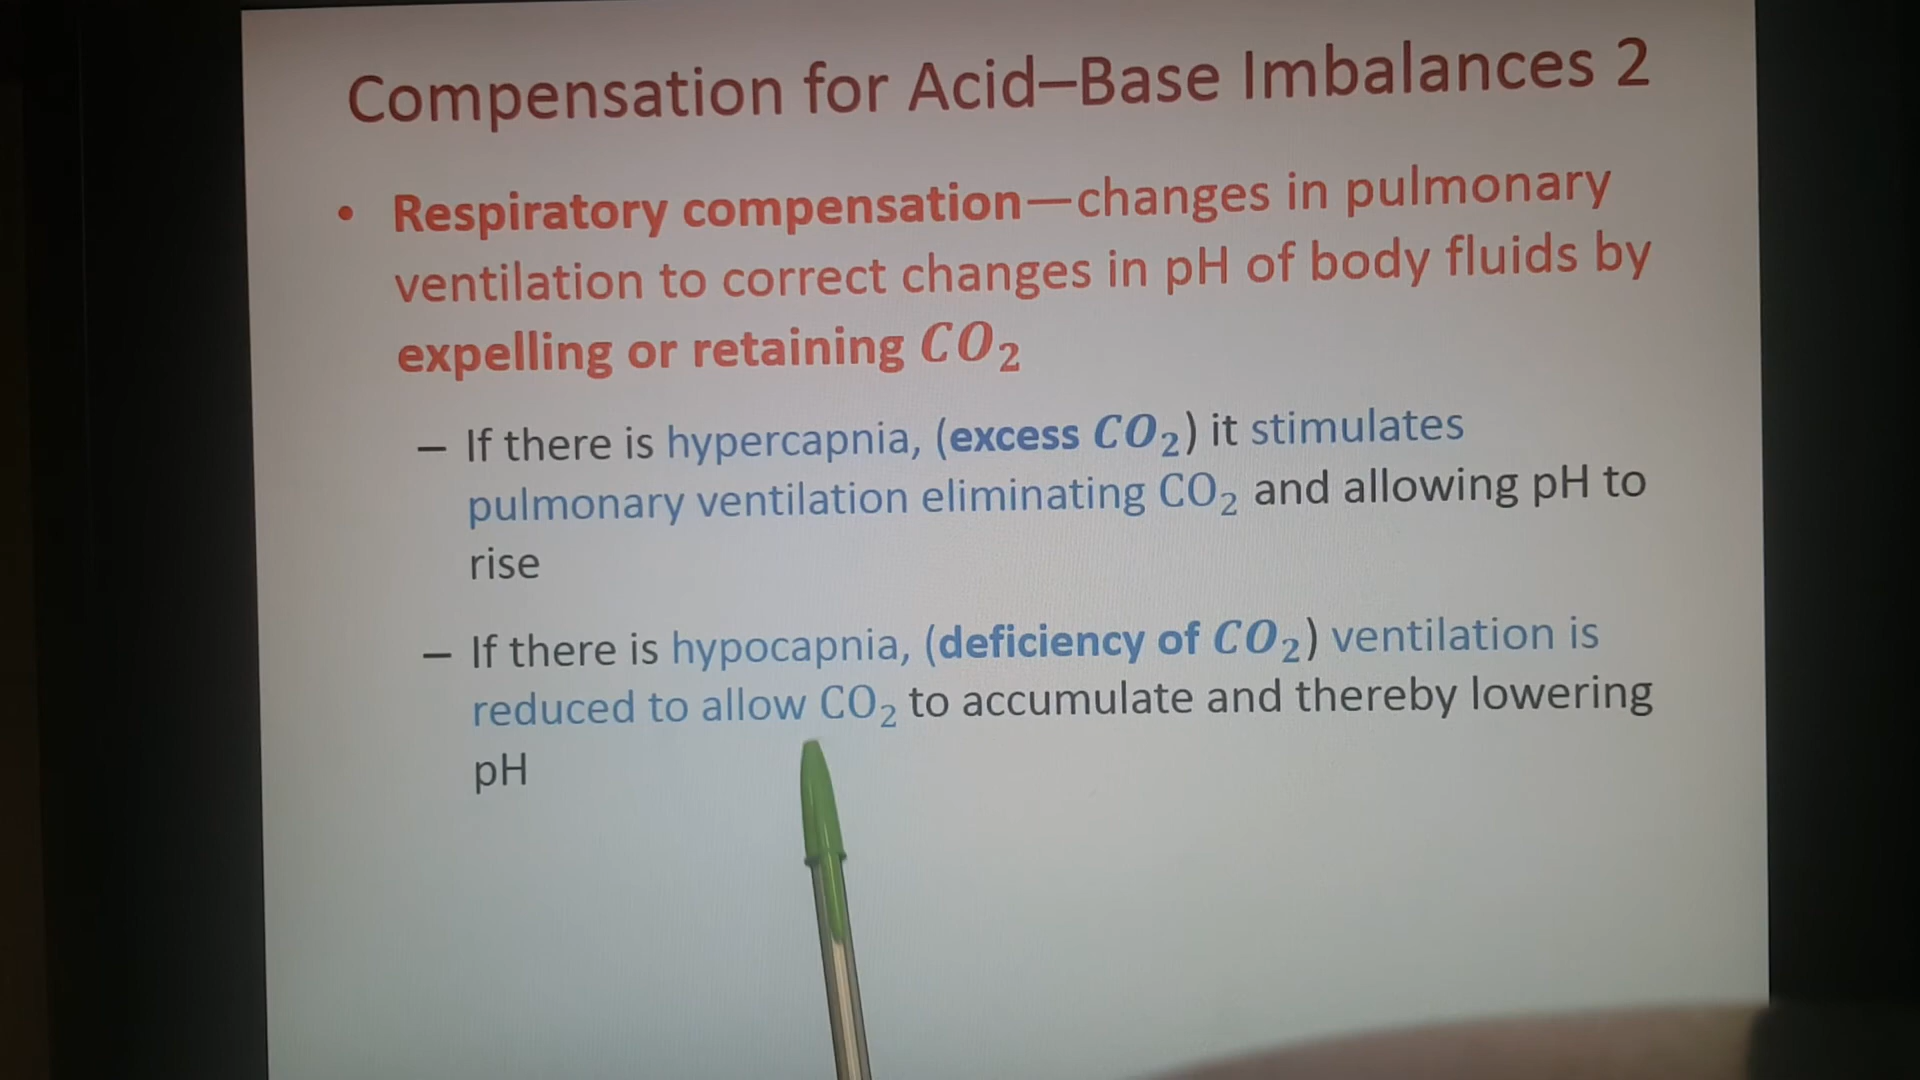 Compensation for Acid–Base Imbalances 2
• Respiratory compensation—changes in pulmonary
ventilation to correct changes in pH of body fluids by
expelling or retaining CO₂
– If there is hypercapnia, (excess CO₂) it stimulates
pulmonary ventilation eliminating CO₂ and allowing pH to
rise
– If there is hypocapnia, (deficiency of CO₂) ventilation is
reduced to allow CO₂ to accumulate and thereby lowering
pH